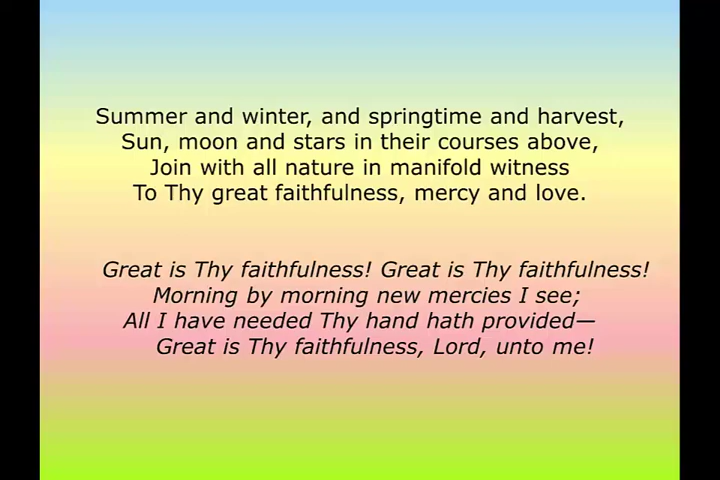 Summer and winter, and springtime and harvest,
Sun, moon and stars in their courses above,
Join with all nature in manifold witness
To Thy great faithfulness, mercy and love.
Great is Thy faithfulness! Great is Thy faithfulness!
Morning by morning new mercies I see;
All I have needed Thy hand hath provided—
Great is Thy faithfulness, Lord, unto me!